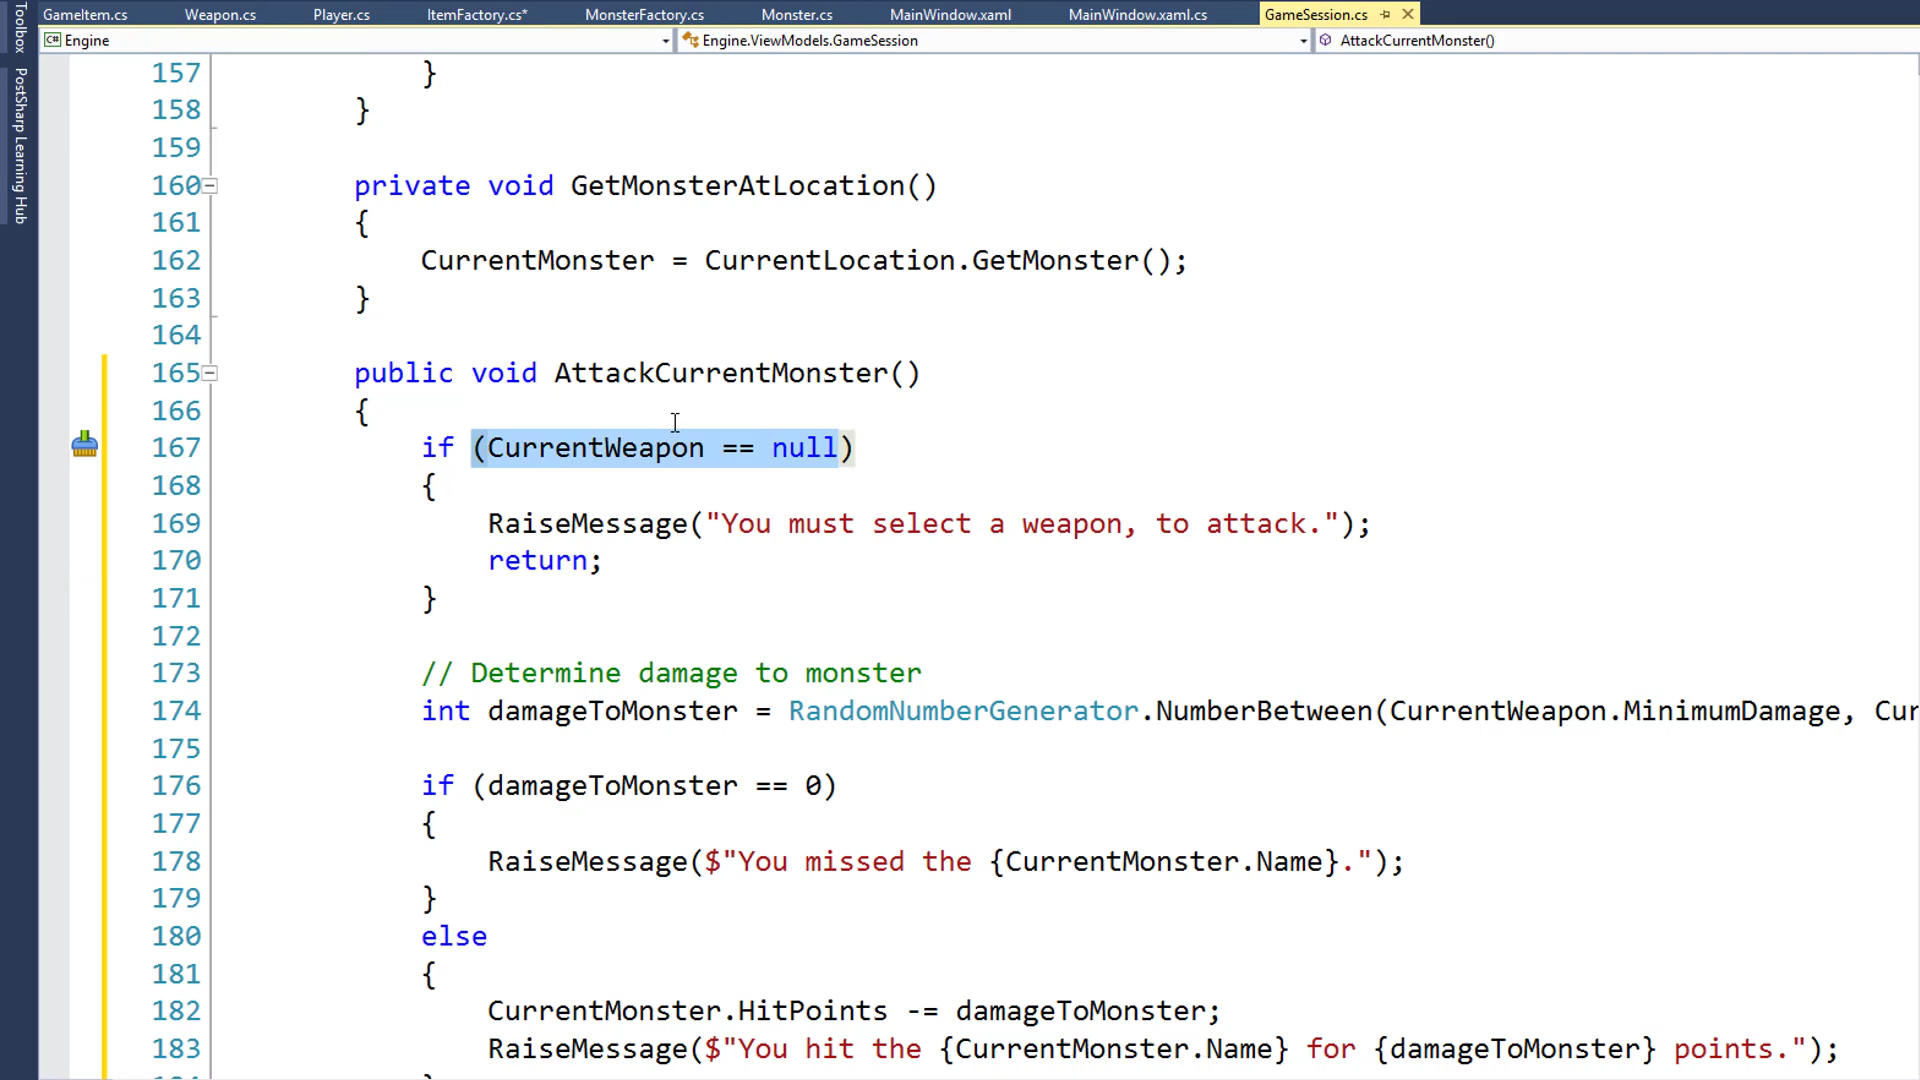 GameItem.cs Weapon.cs Player.cs ItemFactory.cs* MonsterFactory.cs Monster.cs MainWindow.xaml MainWindow.xaml.cs GameSession.cs
Toolbox
PostSharp Learning Hub
C# Engine Engine.ViewModels.GameSession AttackCurrentMonster()
157 }
158 }
159
160 private void GetMonsterAtLocation()
161 {
162 CurrentMonster = CurrentLocation.GetMonster();
163 }
164
165 public void AttackCurrentMonster()
166 {
167 if (CurrentWeapon == null)
168 {
169 RaiseMessage("You must select a weapon, to attack.");
170 return;
171 }
172
173 // Determine damage to monster
174 int damageToMonster = RandomNumberGenerator.NumberBetween(CurrentWeapon.MinimumDamage, Cur
175
176 if (damageToMonster == 0)
177 {
178 RaiseMessage($"You missed the {CurrentMonster.Name}.");
179 }
180 else
181 {
182 CurrentMonster.HitPoints -= damageToMonster;
183 RaiseMessage($"You hit the {CurrentMonster.Name} for {damageToMonster} points.");